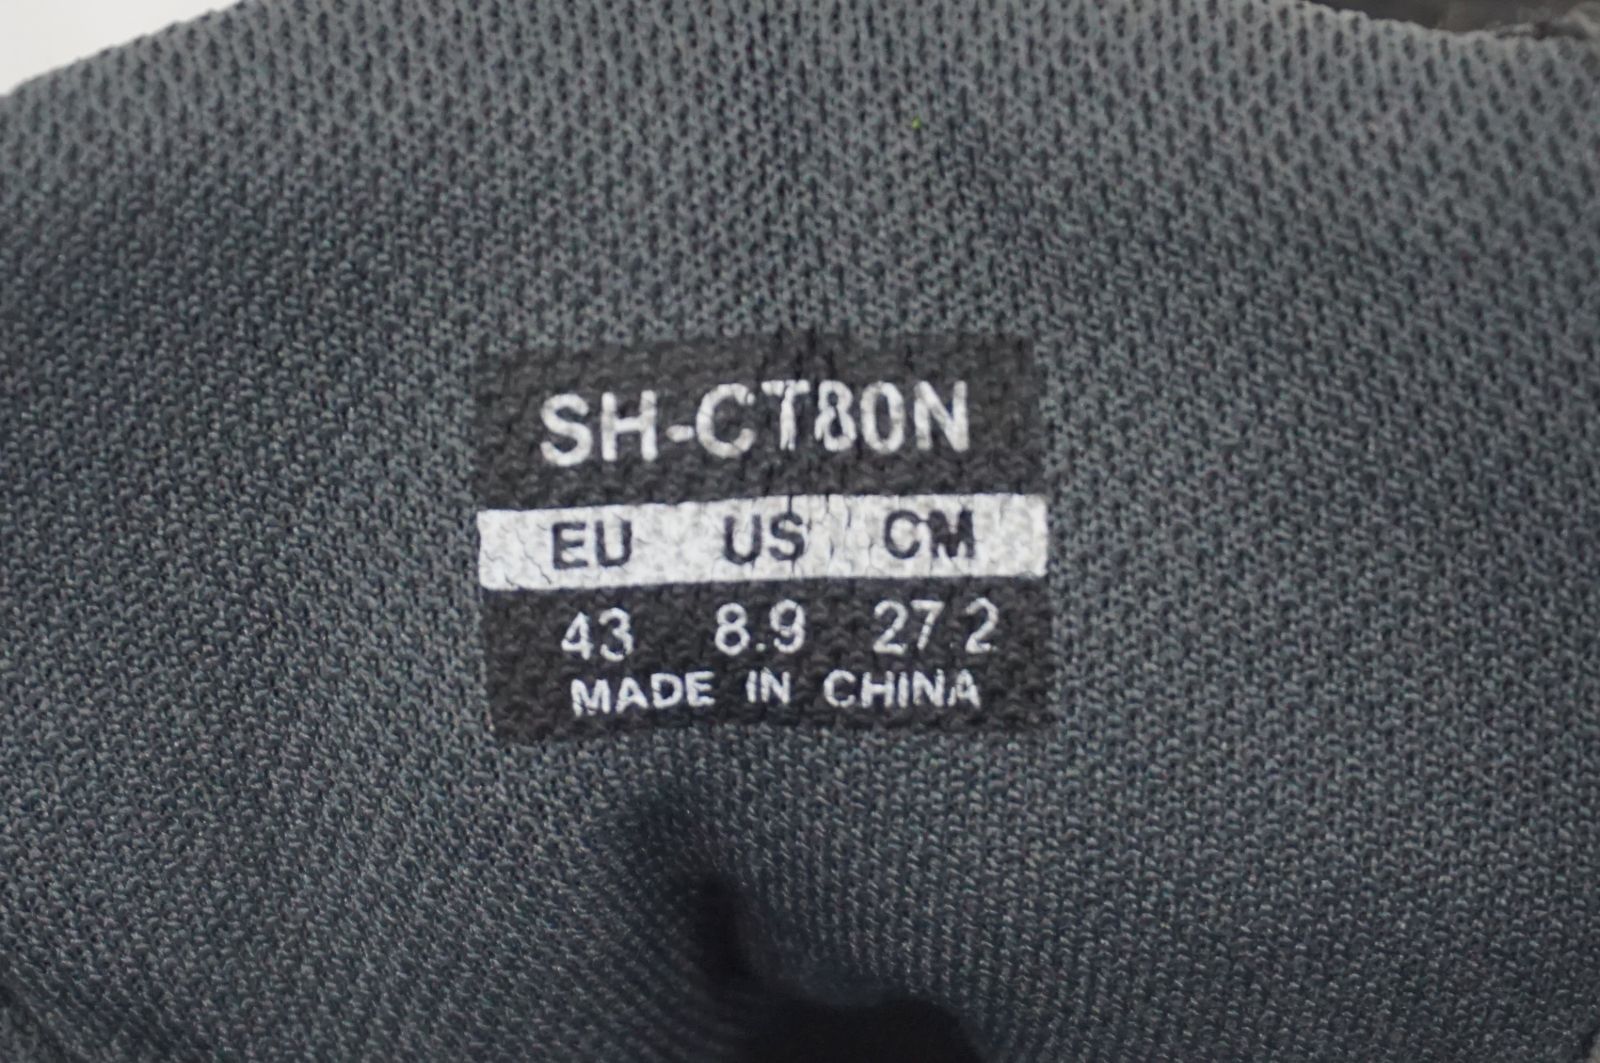 SH-CT80N
EU US CM
43 8.9 27.2
MADE IN CHINA